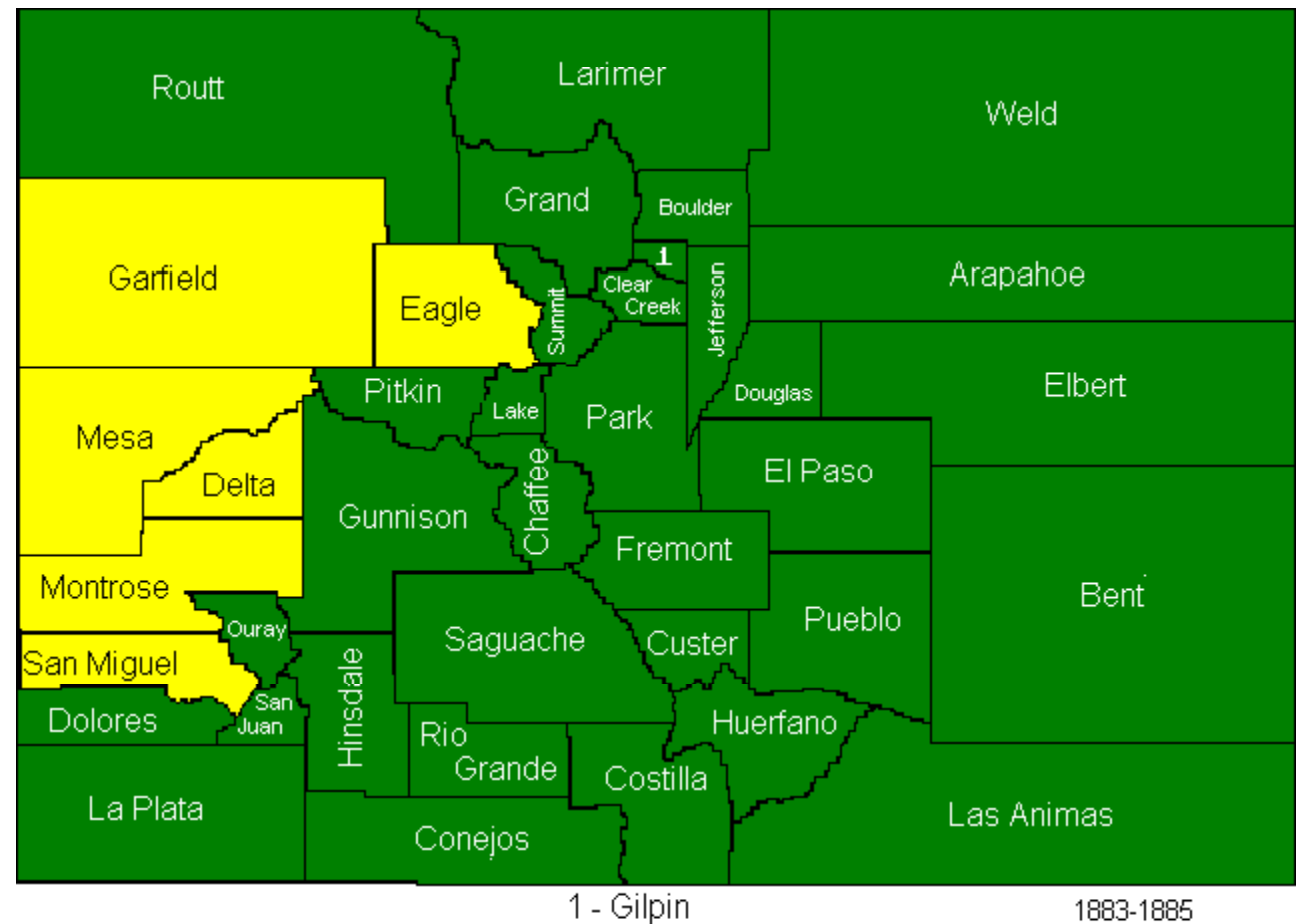 Routt
Larimer
Weld
Grand
Boulder
1
Garfield
Eagle
Summit
Clear
Creek
Jefferson
Arapahoe
Pitkin
Lake
Park
Douglas
Elbert
Mesa
Delta
Gunnison
Chaffee
El Paso
Fremont
Montrose
Ouray
Saguache
Custer
Pueblo
Bent
San Miguel
San
Juan
Dolores
Hinsdale
Rio
Grande
Costilla
Huerfano
La Plata
Conejos
Las Animas
1 - Gilpin
1883-1885